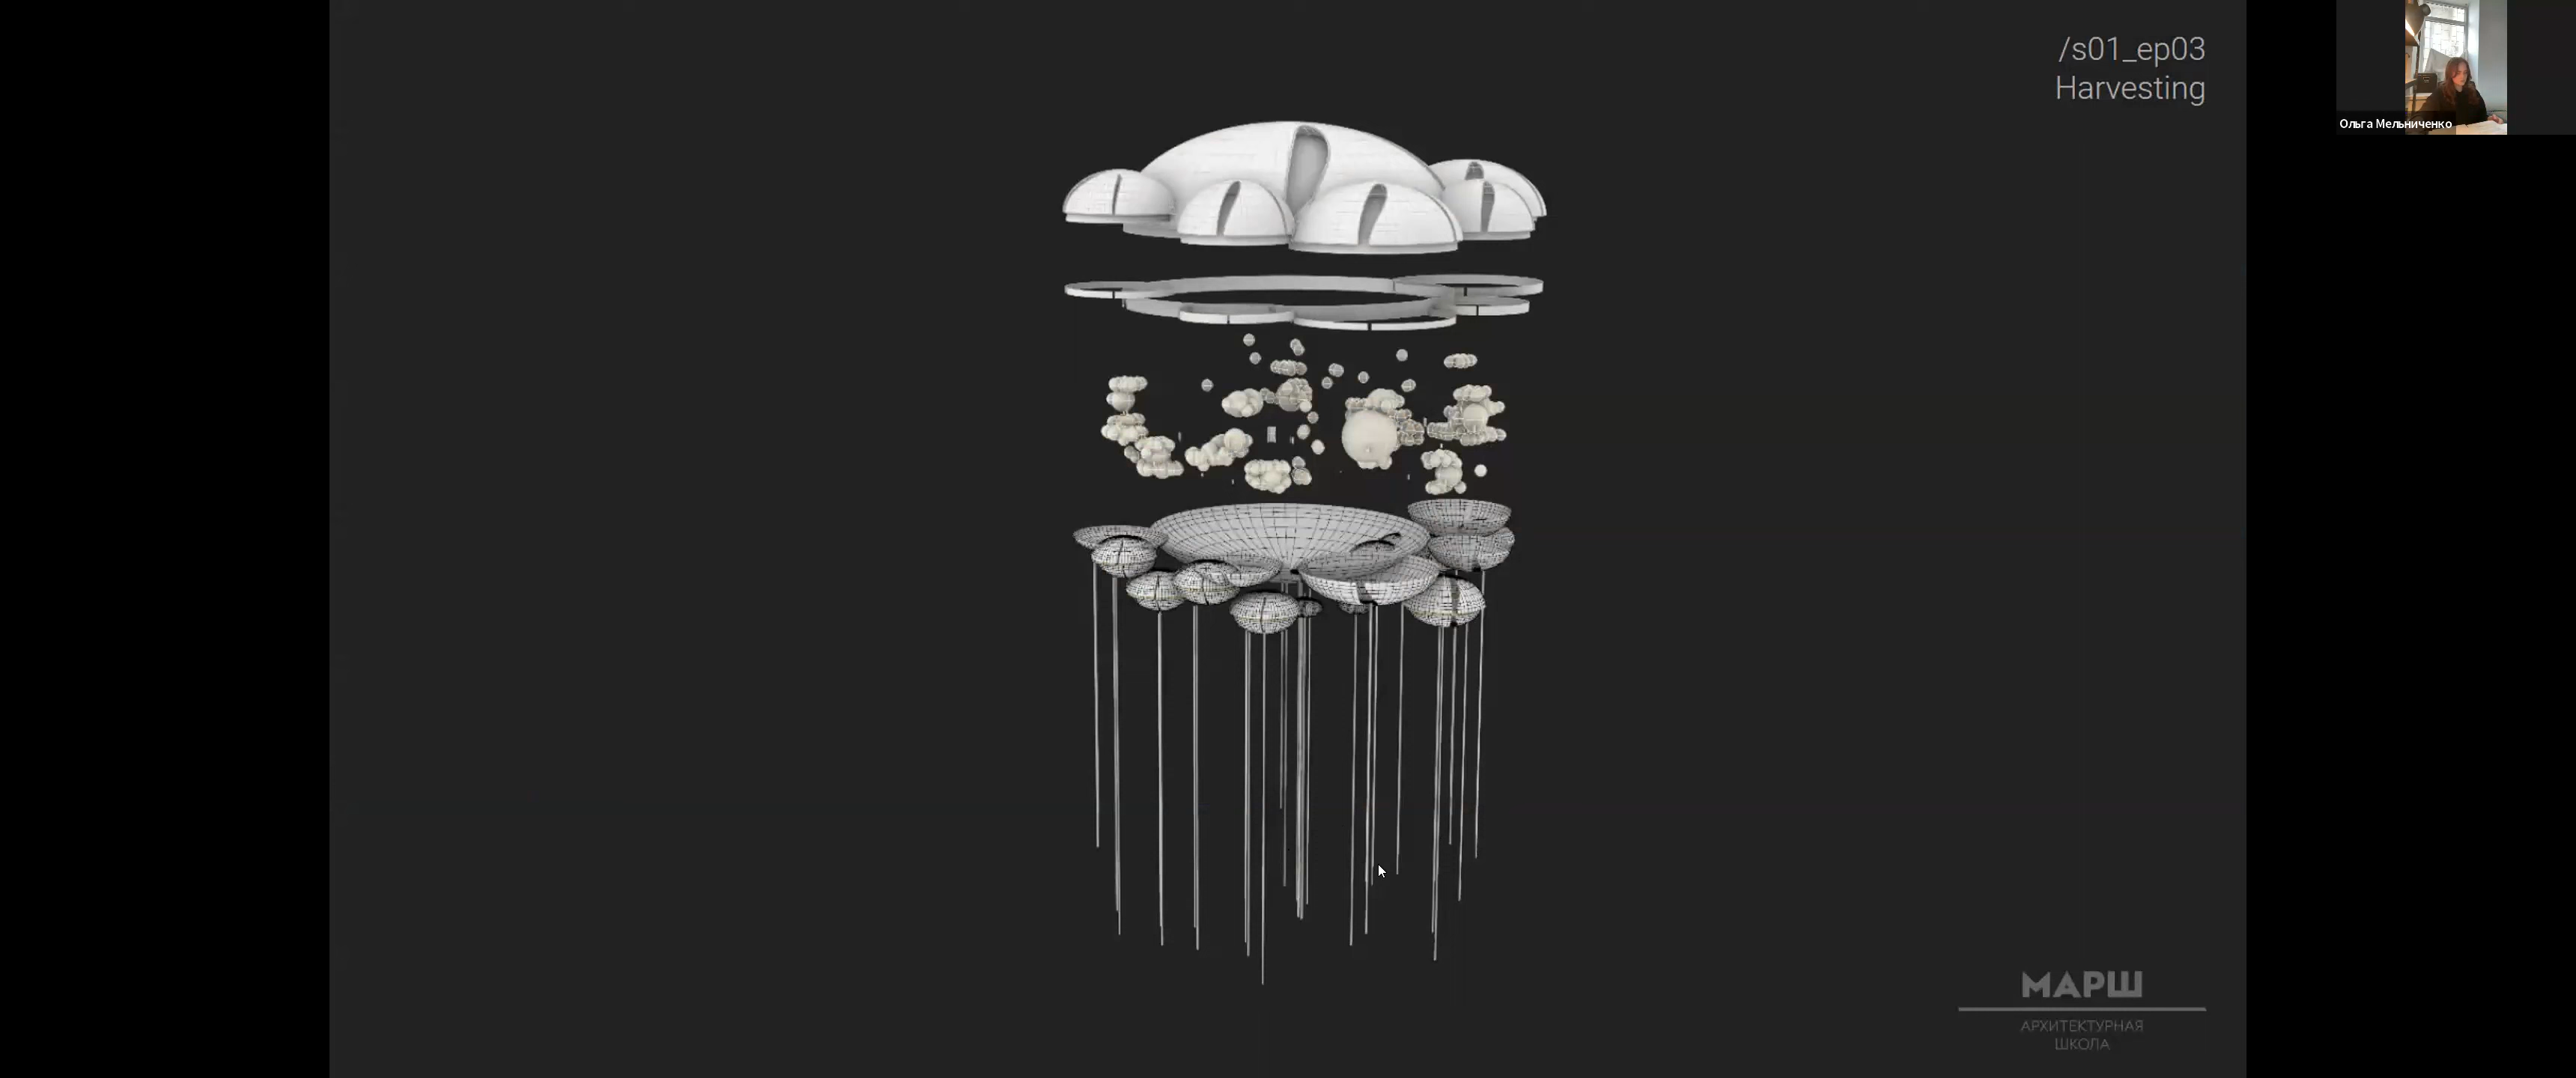 /s01_ep03
Harvesting
Ольга Мельниченко
МАРШ
АРХИТЕКТУРНАЯ
ШКОЛА